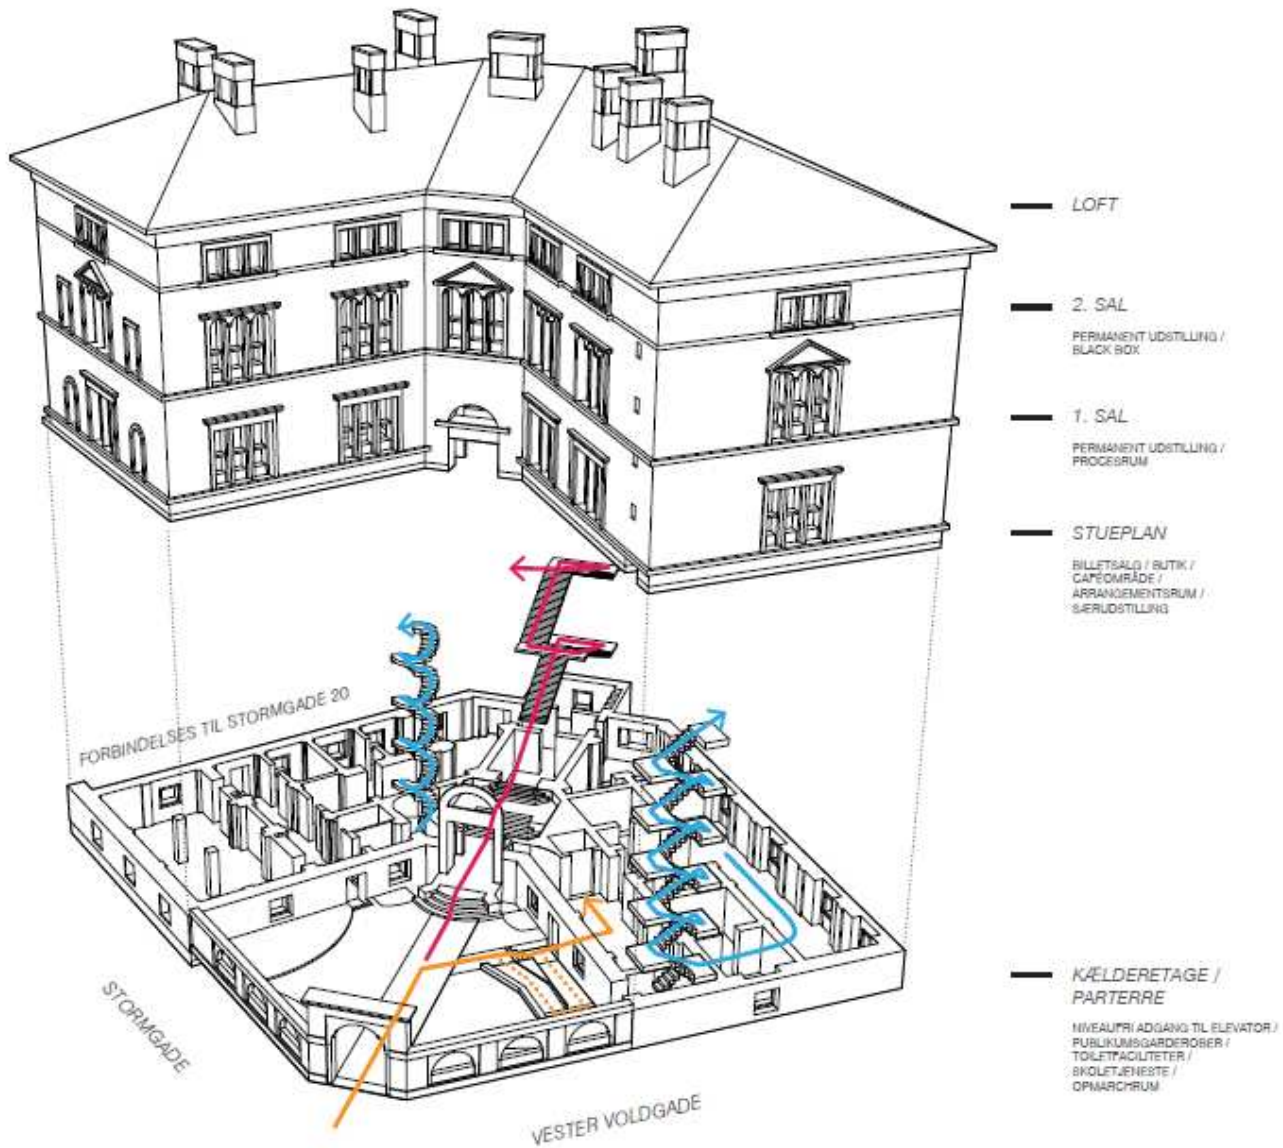 LOFT
2. SAL
PERMANENT UDSTILLING /
BLACK BOX
1. SAL
PERMANENT UDSTILLING /
PROCESRUM
STUEPLAN
BILLETSALG / BUTIK /
CAFEOMRÅDE /
ARRANGEMENTSRUM /
SÆRUDSTILLING
FORBINDELSES TIL STORMGADE 20
STORMGADE
VESTER VOLDGADE
KÆLDERETAGE /
PARTERRE
NIVEAUFRI ADGANG TIL ELEVATOR /
PUBLIKUMSGARDEROBER /
TOILETFACILITETER /
SKOLETJENESTE /
OPMARCHRUM